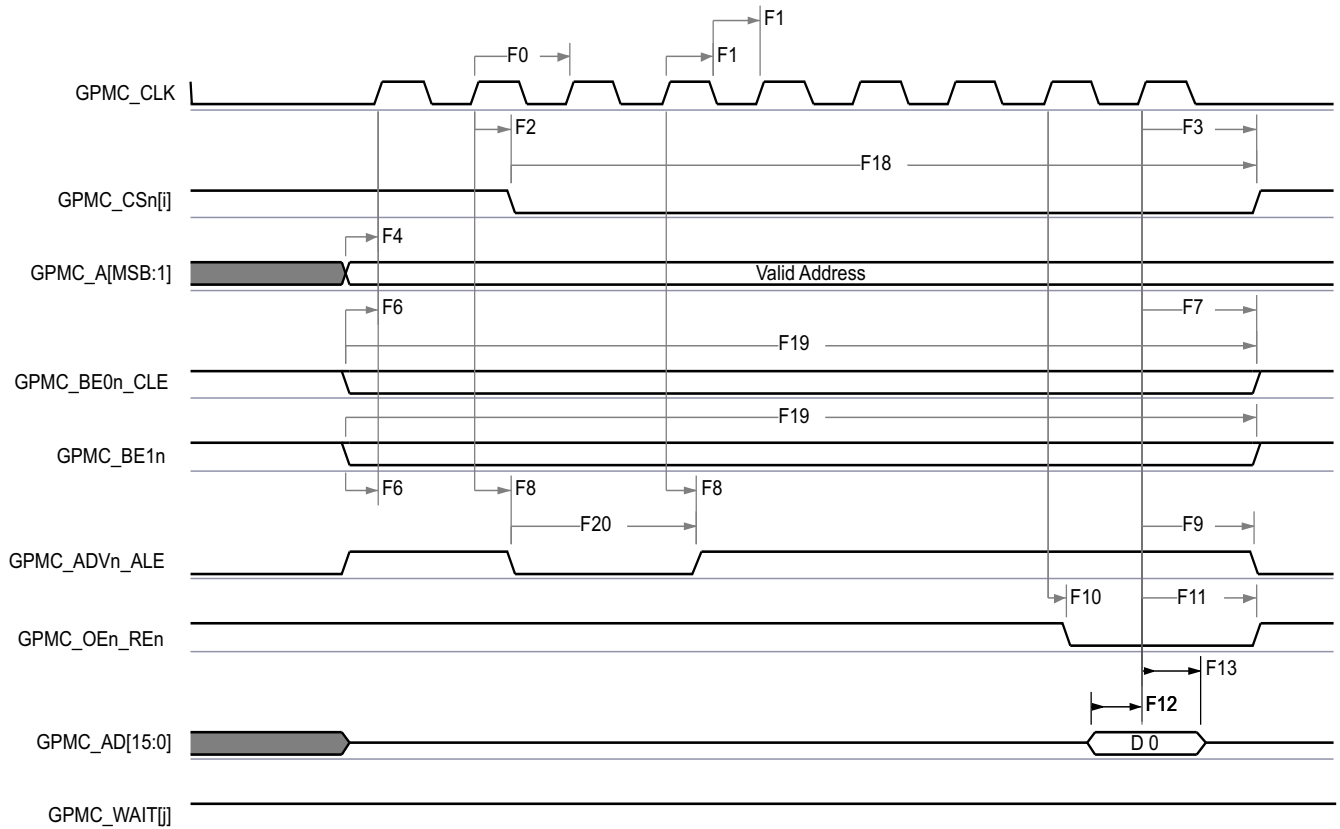 F1
F0
F1
GPMC_CLK
F2
F3
F18
GPMC_CSn[i]
F4
GPMC_A[MSB:1]
Valid Address
F6
F7
F19
GPMC_BE0n_CLE
F19
GPMC_BE1n
F6
F8
F8
F20
F9
GPMC_ADVn_ALE
F10
F11
GPMC_OEn_REn
F13
F12
GPMC_AD[15:0]
D 0
GPMC_WAIT[j]